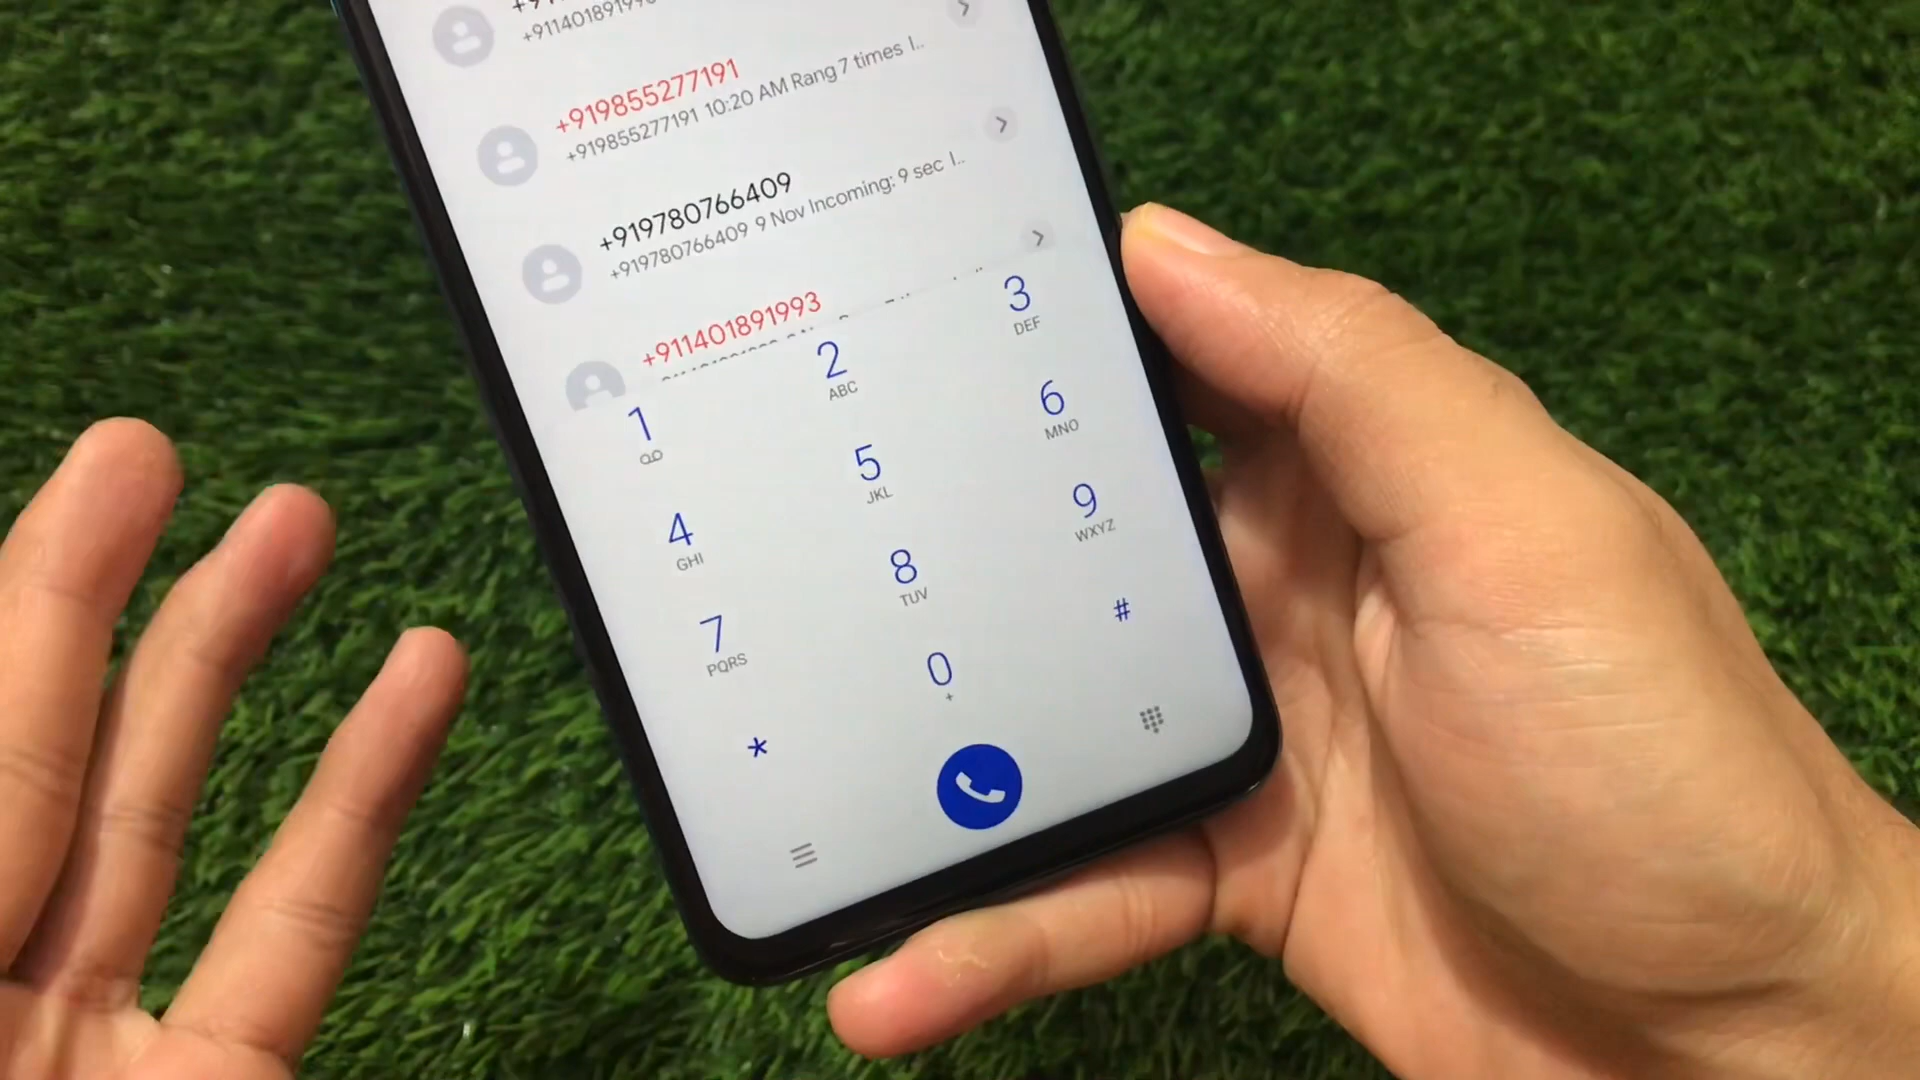 +919855277191
+919855277191 10:20 AM Rang 7 times I..
+919780766409
+919780766409 9 Nov Incoming: 9 sec I..
+911401891993
1
2
ABC
3
DEF
4
GHI
5
JKL
6
MNO
7
PQRS
8
TUV
9
WXYZ
*
0
+
#